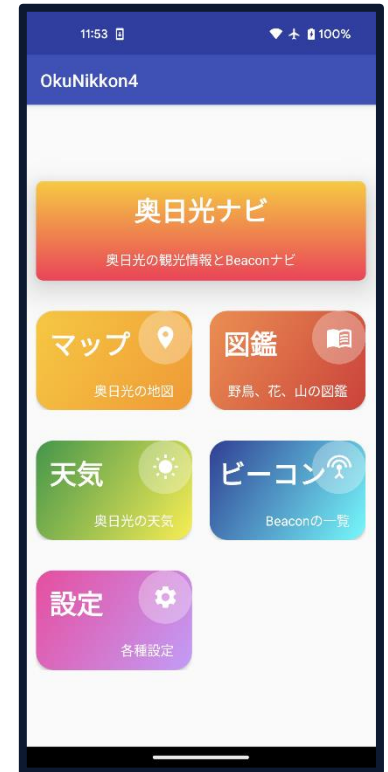 11:53 100%
OkuNikkon4
奥日光ナビ
奥日光の観光情報とBeaconナビ
マップ
奥日光の地図
図鑑
野鳥、花、山の図鑑
天気
奥日光の天気
ビーコン
Beaconの一覧
設定
各種設定